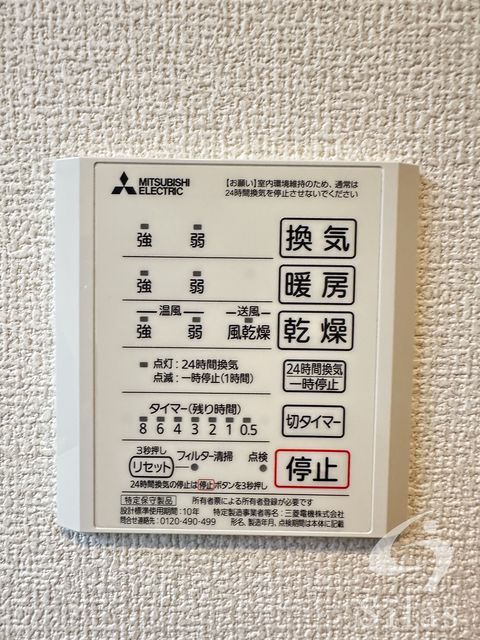 MITSUBISHI
ELECTRIC
【お願い】室内環境維持のため、通常は
24時間換気を停止させないでください
強 弱 換気
強 弱 暖房
温風 送風
強 弱 風乾燥 乾燥
点灯:24時間換気
点滅:一時停止(1時間)
24時間換気
一時停止
タイマー(残り時間)
8 6 4 3 2 1 0.5
切タイマー
3秒押し
リセット フィルター清掃 点検
停止
24時間換気の停止は停止ボタンを3秒押し
特定保守製品 所有者票による所有者登録が必要です
設計標準使用期間:10年 特定製造事業者等名:三菱電機株式会社
問合せ連絡先:0120-490-499 形名、製造年月、点検期間は本体に記載
Silas